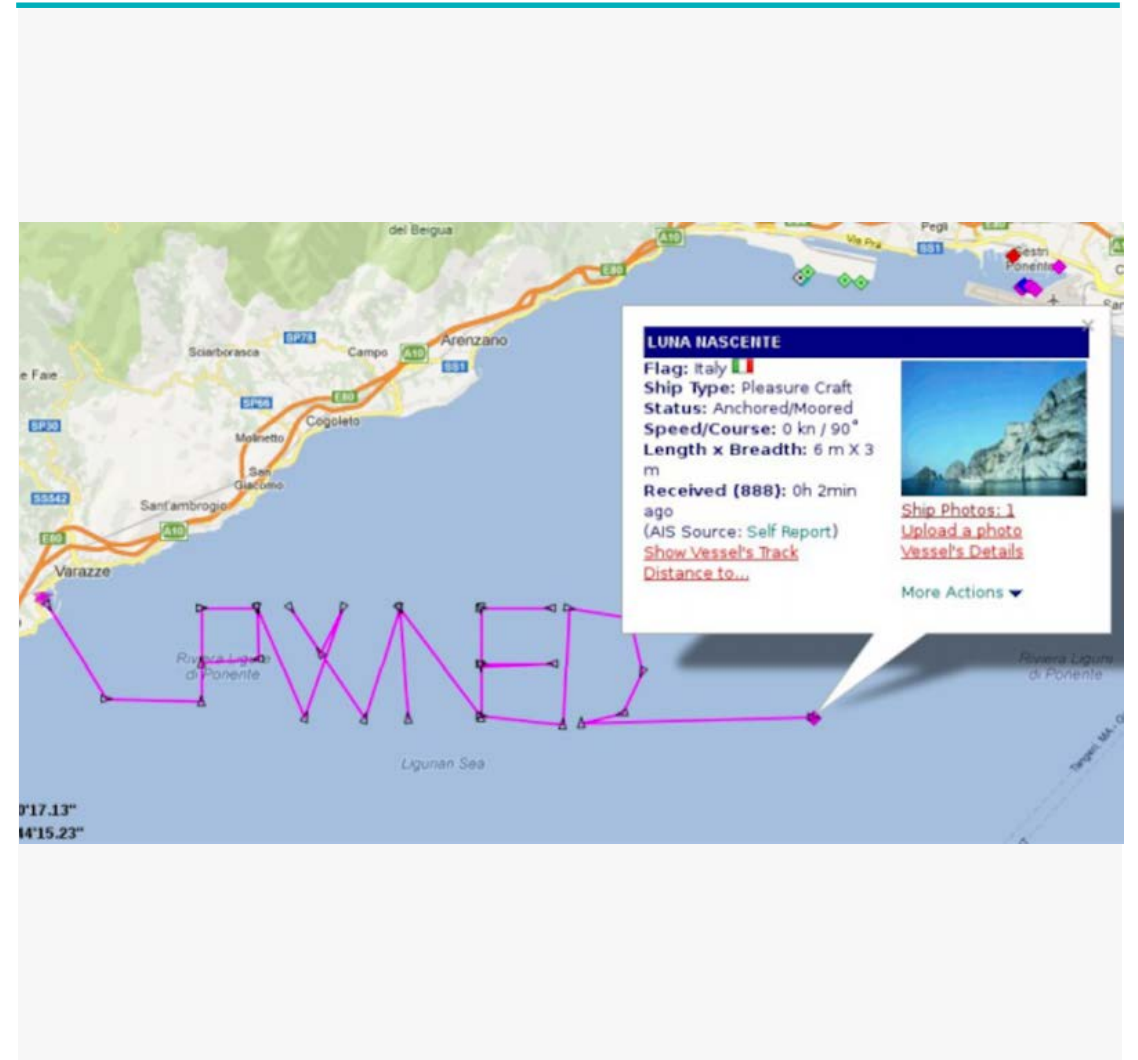 del Beigua
Pegli
A10
Via Pra
SS1
Sestri
Ponente
E80
SP78
Arenzano
Sciarborasca
Campo
A10
SS1
e Faie
E80
SP66
SP30
Cogoleto
Molinetto
San
Giacomo
SS542
Sant'ambrogio
A10
E80
Varazze
LUNA NASCENTE
Flag: Italy
Ship Type: Pleasure Craft
Status: Anchored/Moored
Speed/Course: 0 kn / 90˚
Length x Breadth: 6 m X 3
m
Received (888): 0h 2min
ago
(AIS Source: Self Report)
Show Vessel's Track
Distance to...
Ship Photos: 1
Upload a photo
Vessel's Details
More Actions
PWNED
Riviera Ligure
di Ponente
Riviera Ligure
di Ponente
Ligurian Sea
0'17.13"
44'15.23"